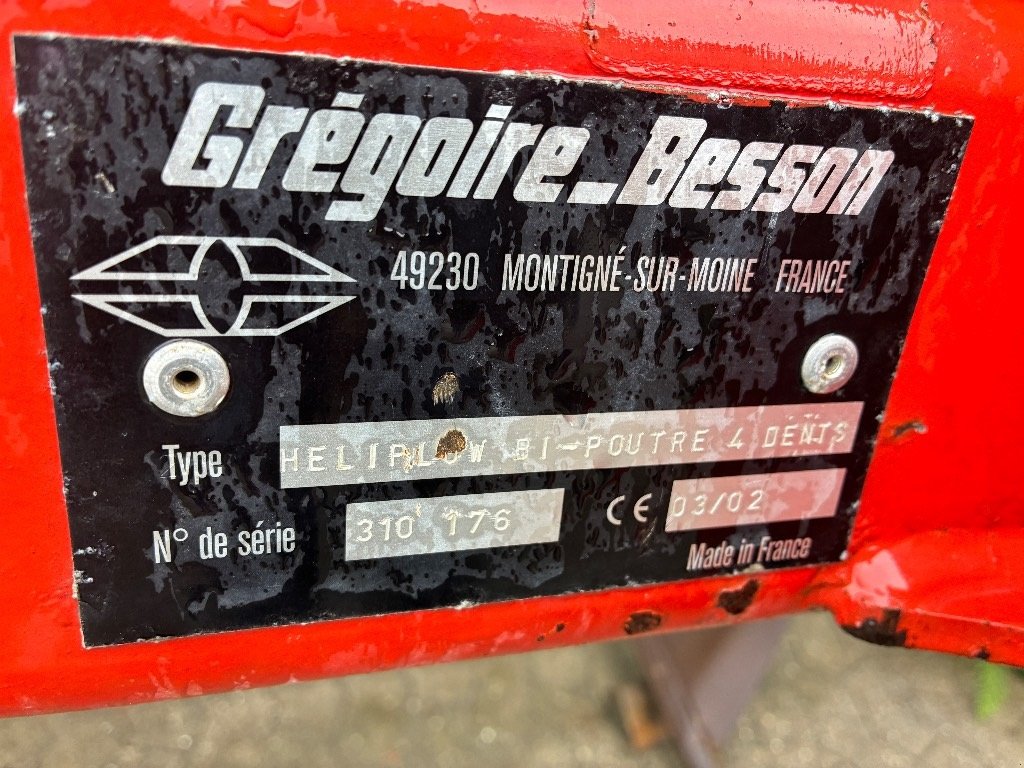 Grégoire_Besson
49230 MONTIGNÉ-SUR-MOINE FRANCE
Type HELIPLOW BI-POUTRE 4 DENTS
N° de série 310 176 CE 03/02
Made in France